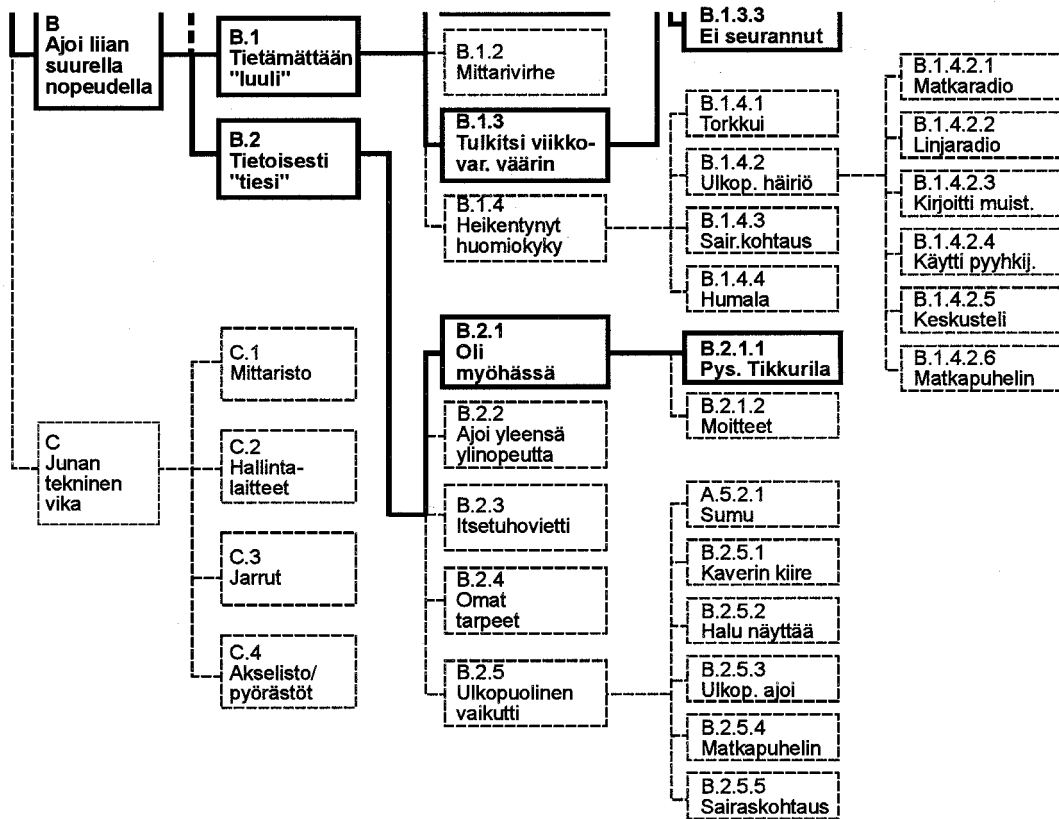 B
Ajoi liian
suurella
nopeudella
B.1
Tietämättään
"luuli"
B.2
Tietoisesti
"tiesi"
B.1.2
Mittarivirhe
B.1.3
Tulkitsi viikko-
var. väärin
B.1.4
Heikentynyt
huomiokyky
B.1.3.3
Ei seurannut
B.1.4.1
Torkkui
B.1.4.2
Ulkop. häiriö
B.1.4.3
Sair.kohtaus
B.1.4.4
Humala
B.1.4.2.1
Matkaradio
B.1.4.2.2
Linjaradio
B.1.4.2.3
Kirjoitti muist.
B.1.4.2.4
Käytti pyyhkij.
B.1.4.2.5
Keskusteli
B.1.4.2.6
Matkapuhelin
B.2.1
Oli
myöhässä
B.2.1.1
Pys. Tikkurila
B.2.1.2
Moitteet
B.2.2
Ajoi yleensä
ylinopeutta
B.2.3
Itsetuhovietti
B.2.4
Omat
tarpeet
B.2.5
Ulkopuolinen
vaikutti
A.5.2.1
Sumu
B.2.5.1
Kaverin kiire
B.2.5.2
Halu näyttää
B.2.5.3
Ulkop. ajoi
B.2.5.4
Matkapuhelin
B.2.5.5
Sairaskohtaus
C
Junan
tekninen
vika
C.1
Mittaristo
C.2
Hallinta-
laitteet
C.3
Jarrut
C.4
Akselisto/
pyörästöt